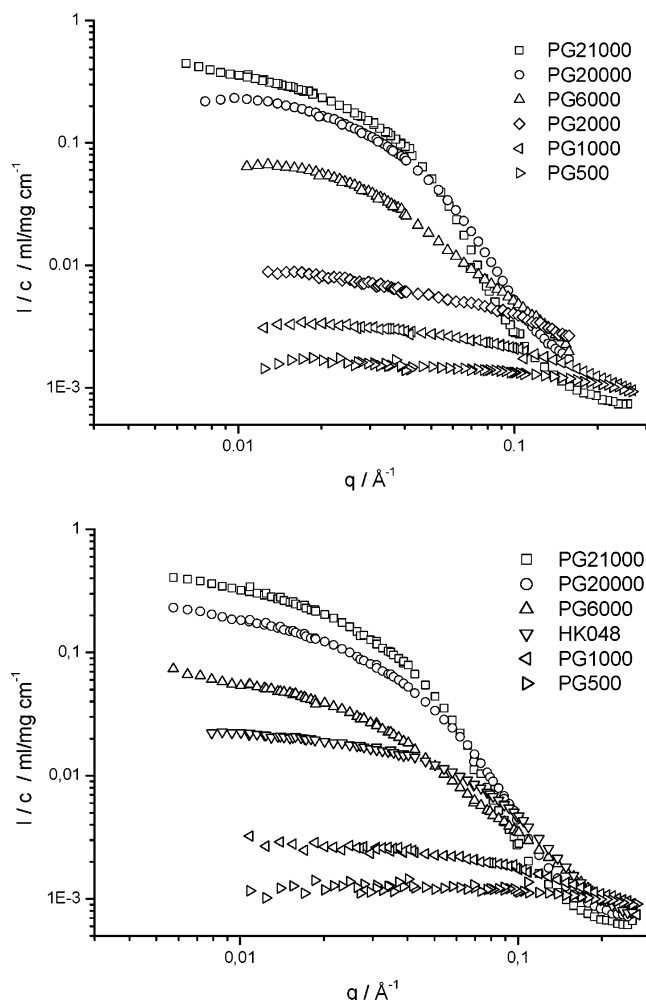 1
0.1
0.01
1E-3
I / c / ml/mg cm⁻¹
PG21000
PG20000
PG6000
PG2000
PG1000
PG500
0.01
0.1
q / Å⁻¹
1
0,1
0,01
1E-3
I / c / ml/mg cm⁻¹
PG21000
PG20000
PG6000
HK048
PG1000
PG500
0,01
0,1
q / Å⁻¹